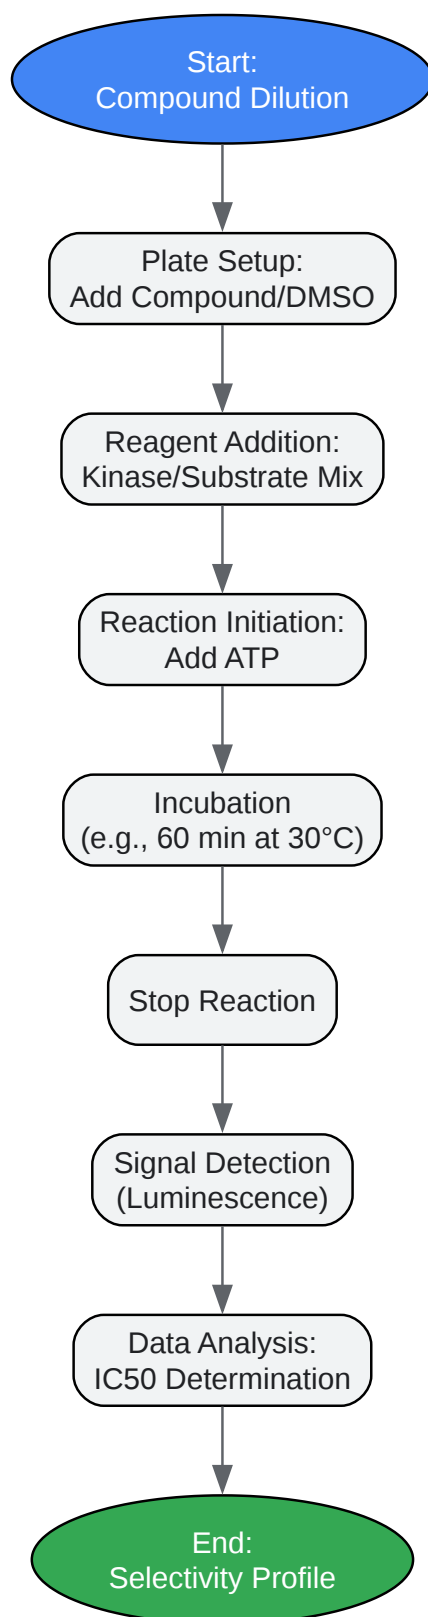 Start:
Compound Dilution
Plate Setup:
Add Compound/DMSO
Reagent Addition:
Kinase/Substrate Mix
Reaction Initiation:
Add ATP
Incubation
(e.g., 60 min at 30°C)
Stop Reaction
Signal Detection
(Luminescence)
Data Analysis:
IC50 Determination
End:
Selectivity Profile